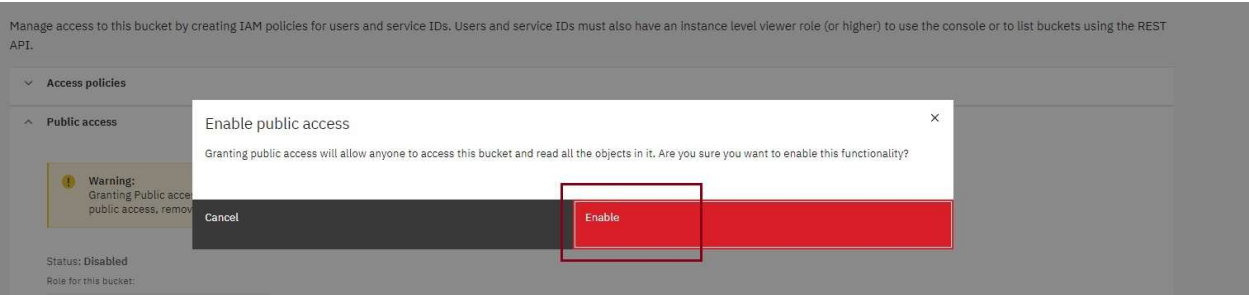 Manage access to this bucket by creating IAM policies for users and service IDs. Users and service IDs must also have an instance level viewer role (or higher) to use the console or to list buckets using the REST
API.
Access policies
Public access
Enable public access
Granting public access will allow anyone to access this bucket and read all the objects in it. Are you sure you want to enable this functionality?
Warning:
Granting Public
public access,
Cancel
Enable
Status: Disabled
Role for this bucket: